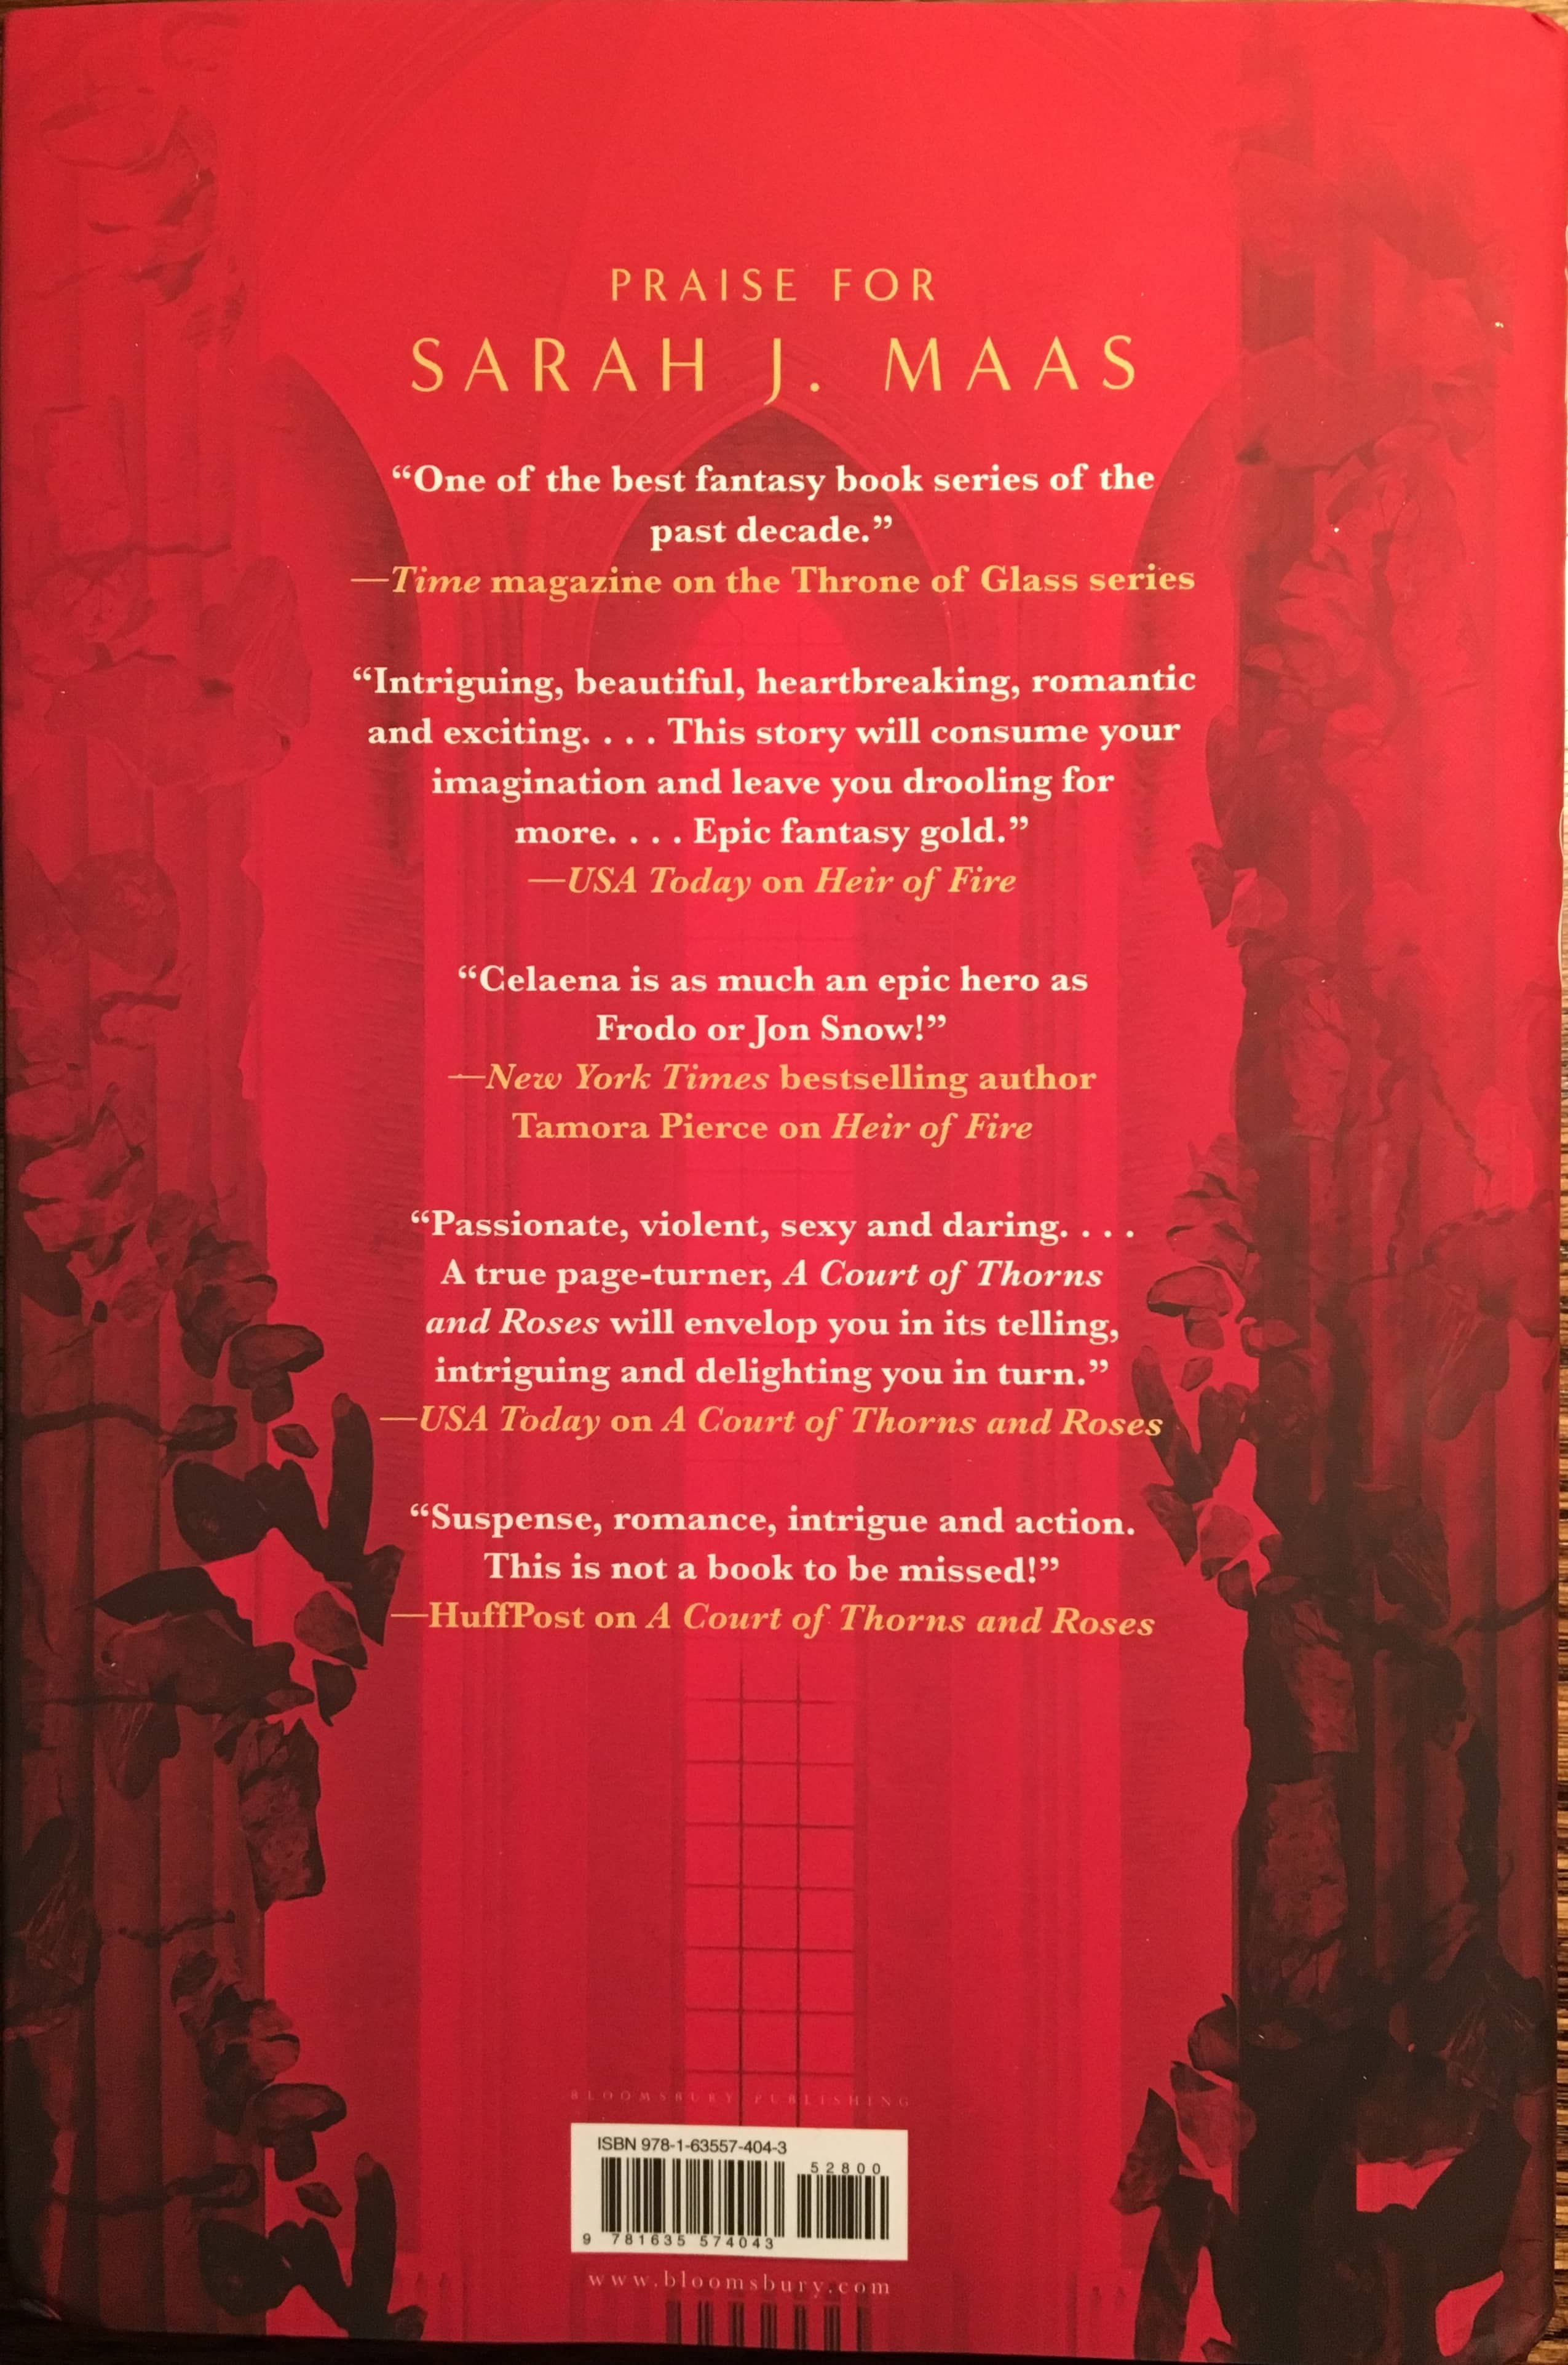 PRAISE FOR
SARAH J. MAAS
“One of the best fantasy book series of the
past decade.”
—Time magazine on the Throne of Glass series
“Intriguing, beautiful, heartbreaking, romantic
and exciting. . . . This story will consume your
imagination and leave you drooling for
more. . . . Epic fantasy gold.”
—USA Today on Heir of Fire
“Celaena is as much an epic hero as
Frodo or Jon Snow!”
—New York Times bestselling author
Tamora Pierce on Heir of Fire
“Passionate, violent, sexy and daring. . . .
A true page-turner, A Court of Thorns
and Roses will envelop you in its telling,
intriguing and delighting you in turn.”
—USA Today on A Court of Thorns and Roses
“Suspense, romance, intrigue and action.
This is not a book to be missed!”
—HuffPost on A Court of Thorns and Roses
BLOOMSBURY PUBLISHING
ISBN 978-1-63557-404-3
52800
9 781635 574043
www.bloomsbury.com